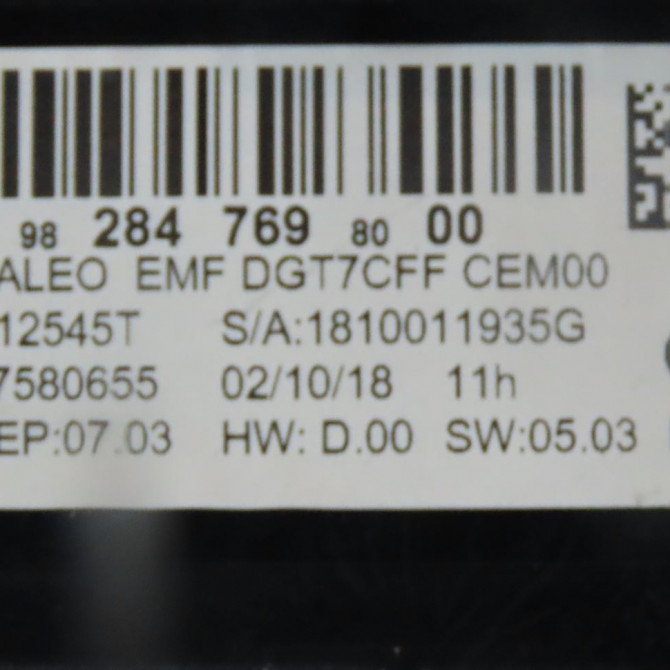 98 284 769 80 00
ALEO EMF DGT7CFF CEM00
12545T S/A:1810011935G
7580655 02/10/18 11h
EP:07.03 HW: D.00 SW:05.03